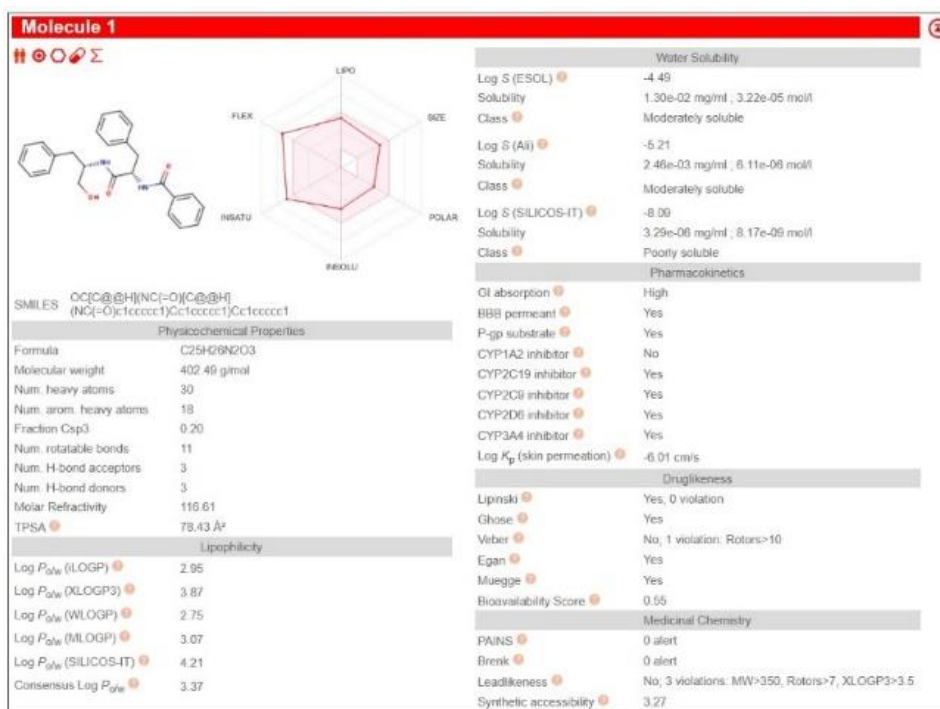 Molecule 1
LIPO
FLEX
SIZE
INSATU
POLAR
INSOLU
NH
O
OH
O
NH
SMILES OC[C@@H](NC(=O)[C@@H]
(NC(=O)c1ccccc1)Cc1ccccc1)Cc1ccccc1
Physicochemical Properties
Formula C25H26N2O3
Molecular weight 402.49 g/mol
Num. heavy atoms 30
Num. arom. heavy atoms 18
Fraction Csp3 0.20
Num. rotatable bonds 11
Num. H-bond acceptors 3
Num. H-bond donors 3
Molar Refractivity 116.61
TPSA 78.43 Å²
Lipophilicity
Log Po/w (iLOGP) 2.95
Log Po/w (XLOGP3) 3.87
Log Po/w (WLOGP) 2.75
Log Po/w (MLOGP) 3.07
Log Po/w (SILICOS-IT) 4.21
Consensus Log Po/w 3.37
Water Solubility
Log S (ESOL) -4.49
Solubility 1.30e-02 mg/ml ; 3.22e-05 mol/l
Class Moderately soluble
Log S (Ali) -5.21
Solubility 2.46e-03 mg/ml ; 6.11e-06 mol/l
Class Moderately soluble
Log S (SILICOS-IT) -8.09
Solubility 3.29e-06 mg/ml ; 8.17e-09 mol/l
Class Poorly soluble
Pharmacokinetics
GI absorption High
BBB permeant Yes
P-gp substrate Yes
CYP1A2 inhibitor No
CYP2C19 inhibitor Yes
CYP2C9 inhibitor Yes
CYP2D6 inhibitor Yes
CYP3A4 inhibitor Yes
Log Kp (skin permeation) -6.01 cm/s
Druglikeness
Lipinski Yes; 0 violation
Ghose Yes
Veber No; 1 violation: Rotors>10
Egan Yes
Muegge Yes
Bioavailability Score 0.55
Medicinal Chemistry
PAINS 0 alert
Brenk 0 alert
Leadlikeness No; 3 violations: MW>350, Rotors>7, XLOGP3>3.5
Synthetic accessibility 3.27